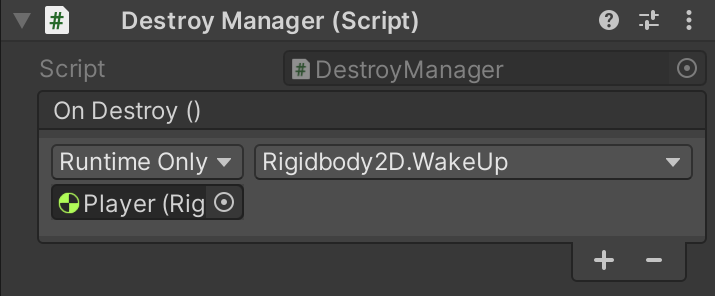 Destroy Manager (Script)
Script DestroyManager
On Destroy ()
Runtime Only Rigidbody2D.WakeUp
Player (Rig